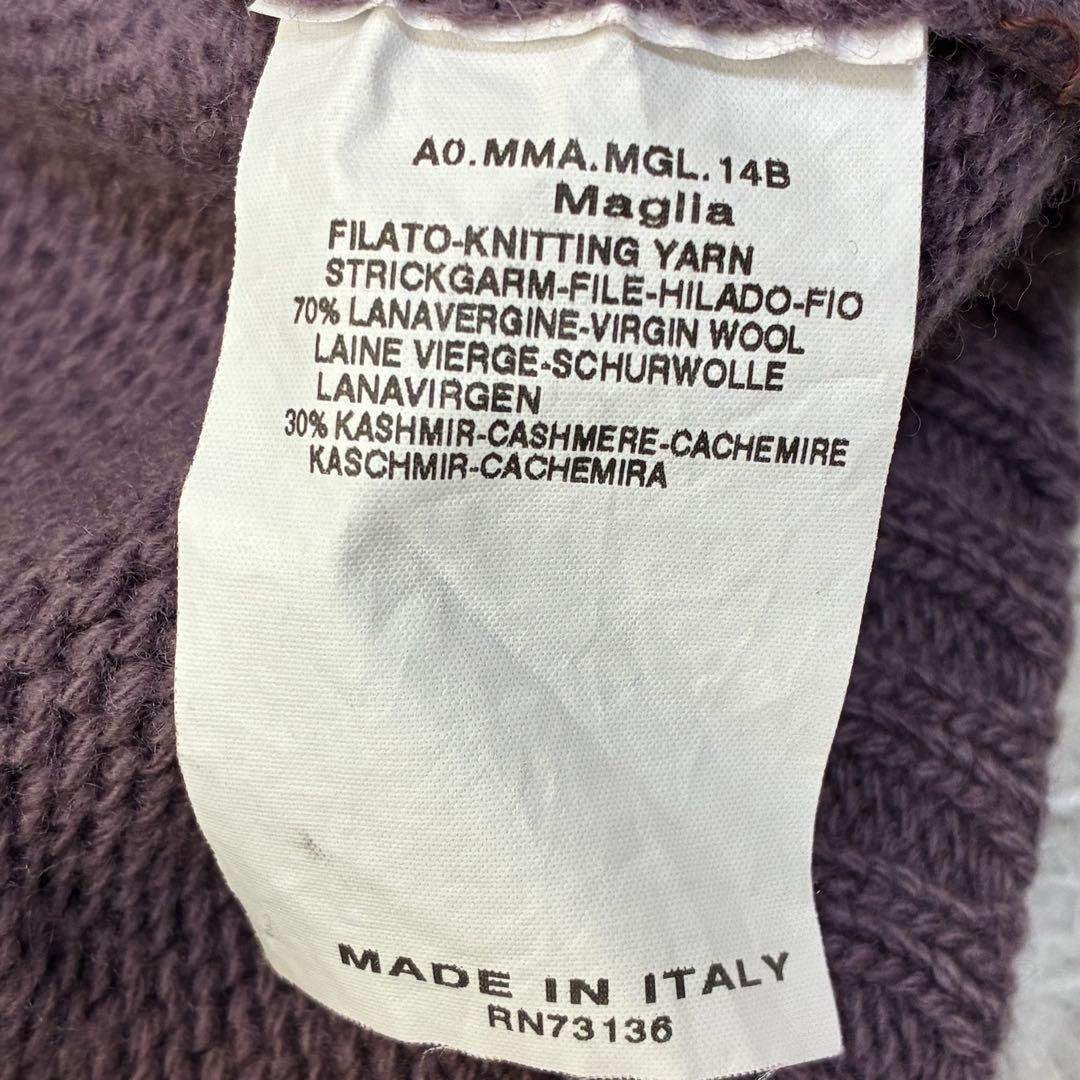 A0.MMA.MGL.14B
Maglia
FILATO-KNITTING YARN
STRICKGARM-FILE-HILADO-FIO
70% LANAVERGINE-VIRGIN WOOL
LAINE VIERGE-SCHURWOLLE
LANAVIRGEN
30% KASHMIR-CASHMERE-CACHEMIRE
KASCHMIR-CACHEMIRA
MADE IN ITALY
RN73136